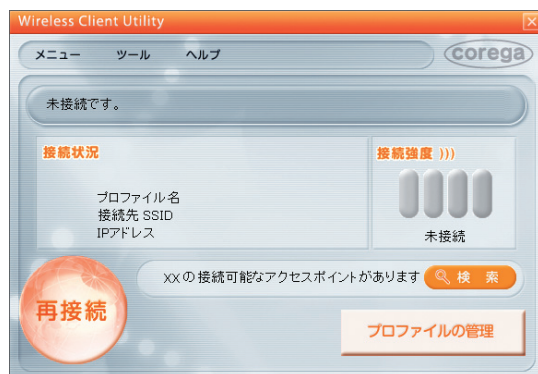 Wireless Client Utility
メニュー ツール ヘルプ
corega
未接続です。
接続状況
接続強度 )))
プロファイル名
接続先 SSID
IPアドレス
未接続
XXの接続可能なアクセスポイントがあります 検 索
再接続
プロファイルの管理